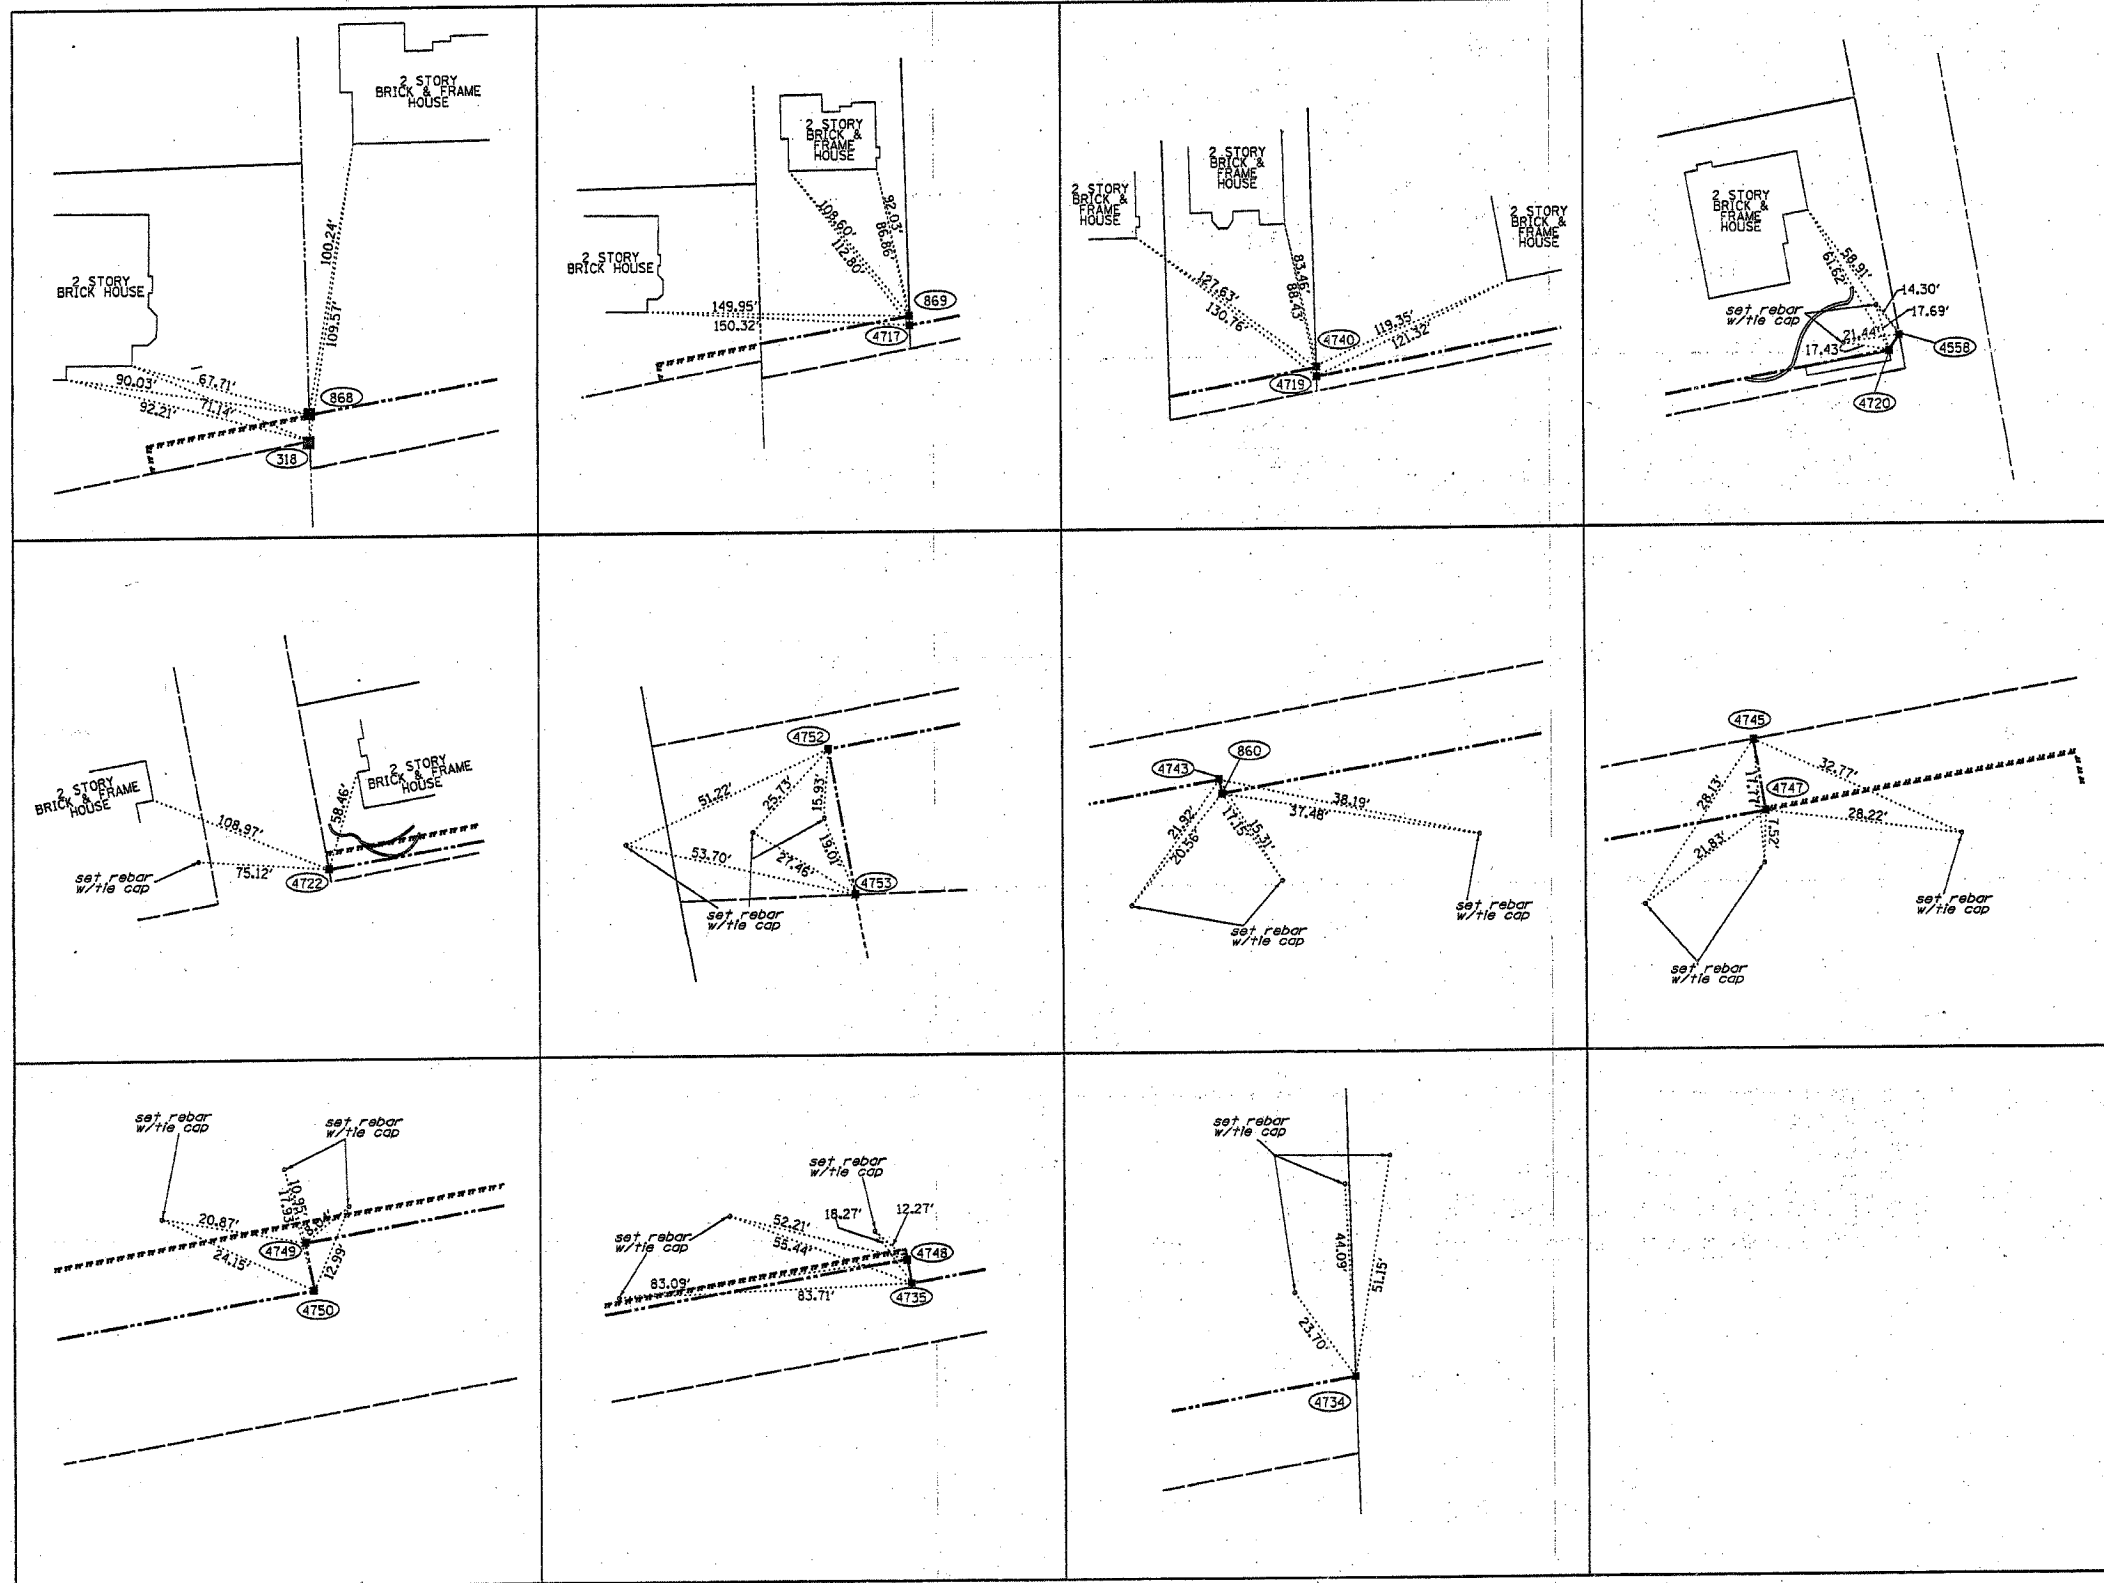 2 STORY
BRICK & FRAME
HOUSE
2 STORY
BRICK HOUSE
100.24'
109.57'
90.03'
67.71'
92.21'
71.14'
868
318
2 STORY
BRICK &
FRAME
HOUSE
2 STORY
BRICK HOUSE
108.60'
112.80'
92.03'
86.86'
149.95'
150.32'
869
4717
2 STORY
BRICK &
FRAME
HOUSE
2 STORY
BRICK &
FRAME
HOUSE
2 STORY
BRICK &
FRAME
HOUSE
127.63'
130.76'
83.46'
88.43'
119.35'
121.32'
4740
4719
2 STORY
BRICK &
FRAME
HOUSE
58.91'
61.62'
set rebar
w/tie cap
14.30'
17.69'
21.44'
17.43'
4558
4720
2 STORY
BRICK & FRAME
HOUSE
2 STORY
BRICK & FRAME
HOUSE
58.46'
108.97'
set rebar
w/tie cap
75.12'
4722
4752
51.22'
25.73'
15.93'
53.70'
27.46'
19.01'
4753
set rebar
w/tie cap
4743
860
21.92'
20.56'
17.15'
15.31'
38.19'
37.48'
set rebar
w/tie cap
set rebar
w/tie cap
4745
28.13'
17.77'
32.77'
4747
21.83'
7.52'
28.22'
set rebar
w/tie cap
set rebar
w/tie cap
set rebar
w/tie cap
set rebar
w/tie cap
20.87'
24.15'
17.93'
12.99'
4749
4750
set rebar
w/tie cap
set rebar
w/tie cap
52.21'
55.44'
18.27'
12.27'
83.09'
83.71'
4748
4735
set rebar
w/tie cap
44.09'
51.15'
23.70'
4734